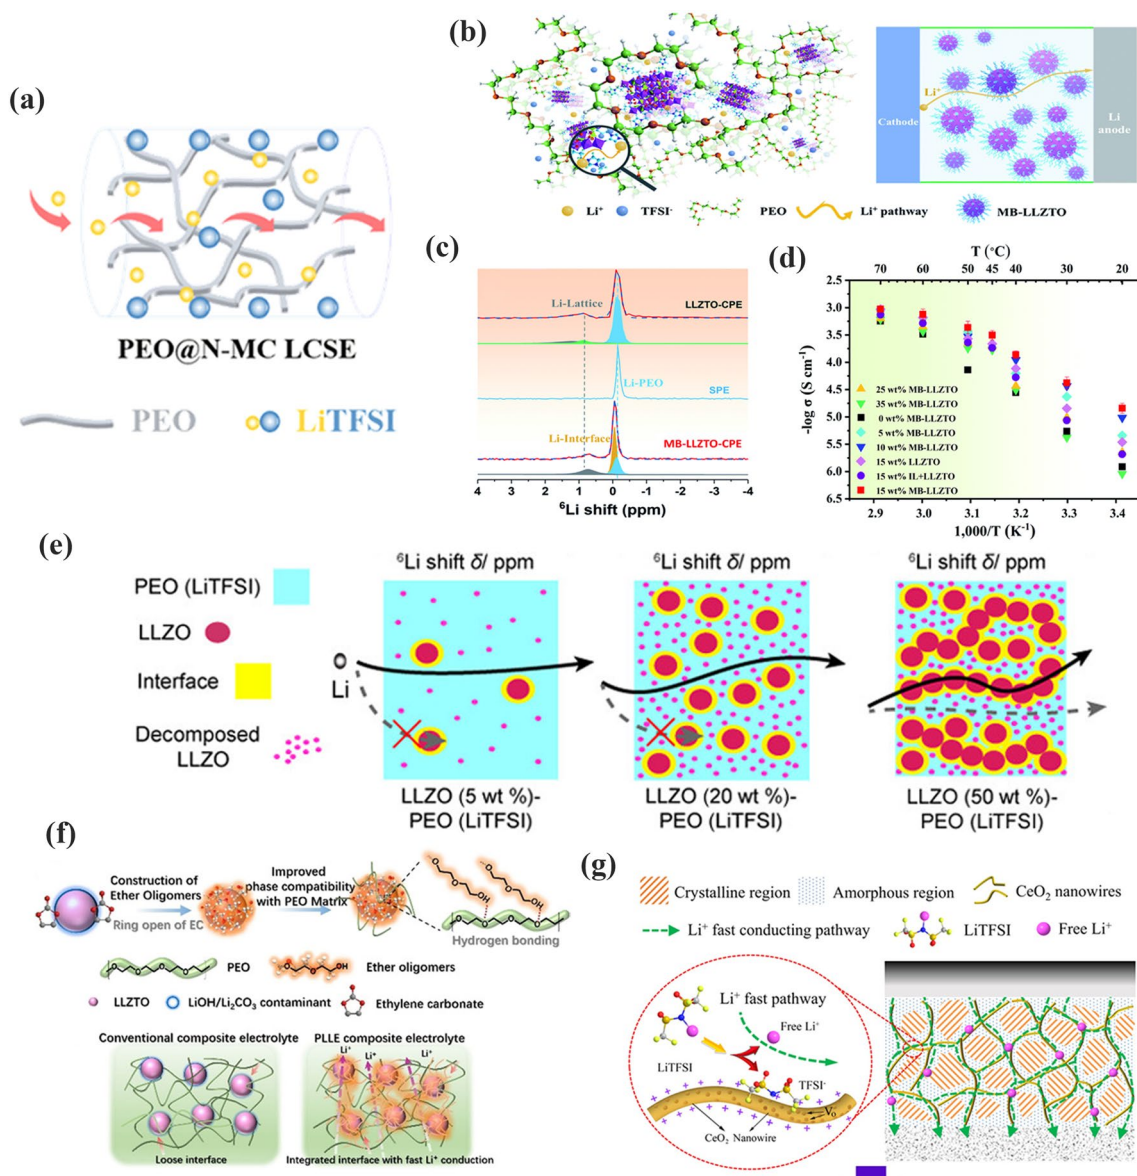 (a)
PEO@N-MC LCSE
PEO
LiTFSI
(b)
Li⁺
Cathode
Li
anode
Li⁺
TFSI⁻
PEO
Li⁺ pathway
MB-LLZTO
(c)
Li-Lattice
LLZTO-CPE
Li-PEO
SPE
Li-Interface
MB-LLZTO-CPE
4 3 2 1 0 -1 -2 -3 -4
⁶Li shift (ppm)
(d)
T (°C)
70 60 50 45 40 30 20
-log σ (S cm⁻¹)
2.5
3.0
3.5
4.0
4.5
5.0
5.5
6.0
6.5
25 wt% MB-LLZTO
35 wt% MB-LLZTO
0 wt% MB-LLZTO
5 wt% MB-LLZTO
10 wt% MB-LLZTO
15 wt% LLZTO
15 wt% IL+LLZTO
15 wt% MB-LLZTO
2.9 3.0 3.1 3.2 3.3 3.4
1,000/T (K⁻¹)
(e)
PEO (LiTFSI)
LLZO
Interface
Decomposed
LLZO
⁶Li shift δ/ ppm
⁶Li shift δ/ ppm
⁶Li shift δ/ ppm
Li
LLZO (5 wt %)-
PEO (LiTFSI)
LLZO (20 wt %)-
PEO (LiTFSI)
LLZO (50 wt %)-
PEO (LiTFSI)
(f)
Construction of
Ether Oligomers
Ring open of EC
Improved
phase compatibility
with PEO Matrix
Hydrogen bonding
PEO
Ether oligomers
LLZTO
LiOH/Li₂CO₃ contaminant
Ethylene carbonate
Conventional composite electrolyte
PLLE composite electrolyte
Li⁺
Li⁺
Li⁺
Loose interface
Integrated interface with fast Li⁺ conduction
(g)
Crystalline region
Amorphous region
CeO₂ nanowires
Li⁺ fast conducting pathway
LiTFSI
Free Li⁺
Li⁺ fast pathway
Free Li⁺
LiTFSI
TFSI⁻
Vₒ
CeO₂ Nanowire